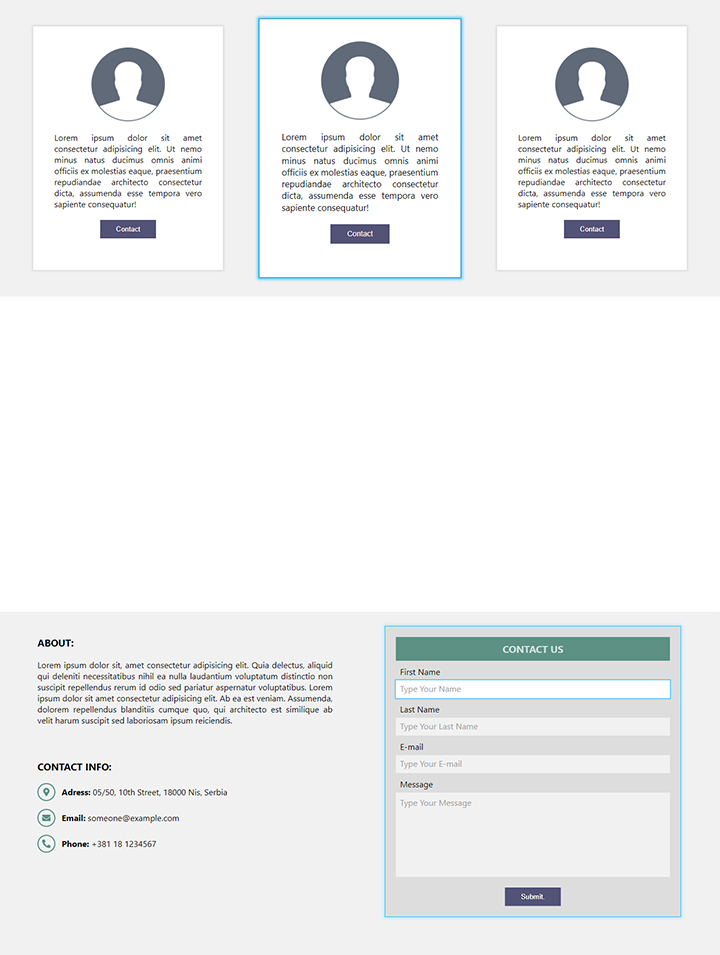 Lorem ipsum dolor sit amet
consectetur adipisicing elit. Ut nemo
minus natus ducimus omnis animi
officiis ex molestias eaque, praesentium
repudiandae architecto consectetur
dicta, assumenda esse tempora vero
sapiente consequatur!
Contact
Lorem ipsum dolor sit amet
consectetur adipisicing elit. Ut nemo
minus natus ducimus omnis animi
officiis ex molestias eaque, praesentium
repudiandae architecto consectetur
dicta, assumenda esse tempora vero
sapiente consequatur!
Contact
Lorem ipsum dolor sit amet
consectetur adipisicing elit. Ut nemo
minus natus ducimus omnis animi
officiis ex molestias eaque, praesentium
repudiandae architecto consectetur
dicta, assumenda esse tempora vero
sapiente consequatur!
Contact
ABOUT:
Lorem ipsum dolor sit, amet consectetur adipisicing elit. Quia delectus, aliquid
qui deleniti necessitatibus nihil ea nulla laudantium voluptatum distinctio non
suscipit repellendus rerum id odio sed pariatur aspernatur voluptatibus. Lorem
ipsum dolor sit amet consectetur adipisicing elit. Ab ea est veniam. Assumenda,
dolorem repellendus blanditiis cumque quo, qui architecto est similique ab
velit harum suscipit sed laboriosam ipsum reiciendis.
CONTACT INFO:
Adress: 05/50, 10th Street, 18000 Nis, Serbia
Email: someone@example.com
Phone: +381 18 1234567
CONTACT US
First Name
Type Your Name
Last Name
Type Your Last Name
E-mail
Type Your E-mail
Message
Type Your Message
Submit.